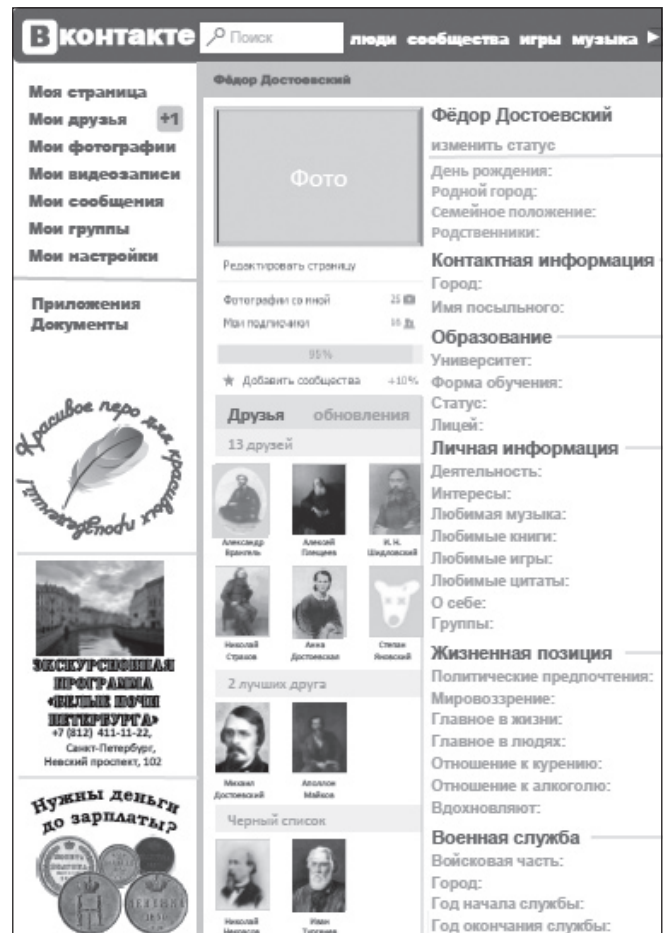 Вконтакте Поиск люди сообщества игры музыка
Моя страница
Мои друзья +1
Мои фотографии
Мои видеозаписи
Мои сообщения
Мои группы
Мои настройки
Приложения
Документы
Красивое перо для красивых произведений!
ЭКСКУРСИОННАЯ
ПРОГРАММА
«БЕЛЫЕ НОЧИ
ПЕТЕРБУРГА»
+7 (812) 411-11-22,
Санкт-Петербург,
Невский проспект, 102
Нужны деньги
до зарплаты?
Фёдор Достоевский
Фото
Редактировать страницу
Фотографии со мной 25
Мои подписчики
95%
Добавить сообщества +10%
Друзья обновления
13 друзей
Александр
Врангель
Алексей
Плещеев
И. Н.
Шидловский
Николай
Страхов
Анна
Достоевская
Степан
Яновский
2 лучших друга
Михаил
Достоевский
Аполлон
Майков
Черный список
Николай
Некрасов
Иван
Тургенев
Фёдор Достоевский
изменить статус
День рождения:
Родной город:
Семейное положение:
Родственники:
Контактная информация
Город:
Имя посыльного:
Образование
Университет:
Форма обучения:
Статус:
Лицей:
Личная информация
Деятельность:
Интересы:
Любимая музыка:
Любимые книги:
Любимые игры:
Любимые цитаты:
О себе:
Группы:
Жизненная позиция
Политические предпочтения:
Мировоззрение:
Главное в жизни:
Главное в людях:
Отношение к курению:
Отношение к алкоголю:
Вдохновляют:
Военная служба
Войсковая часть:
Город:
Год начала службы:
Год окончания службы: